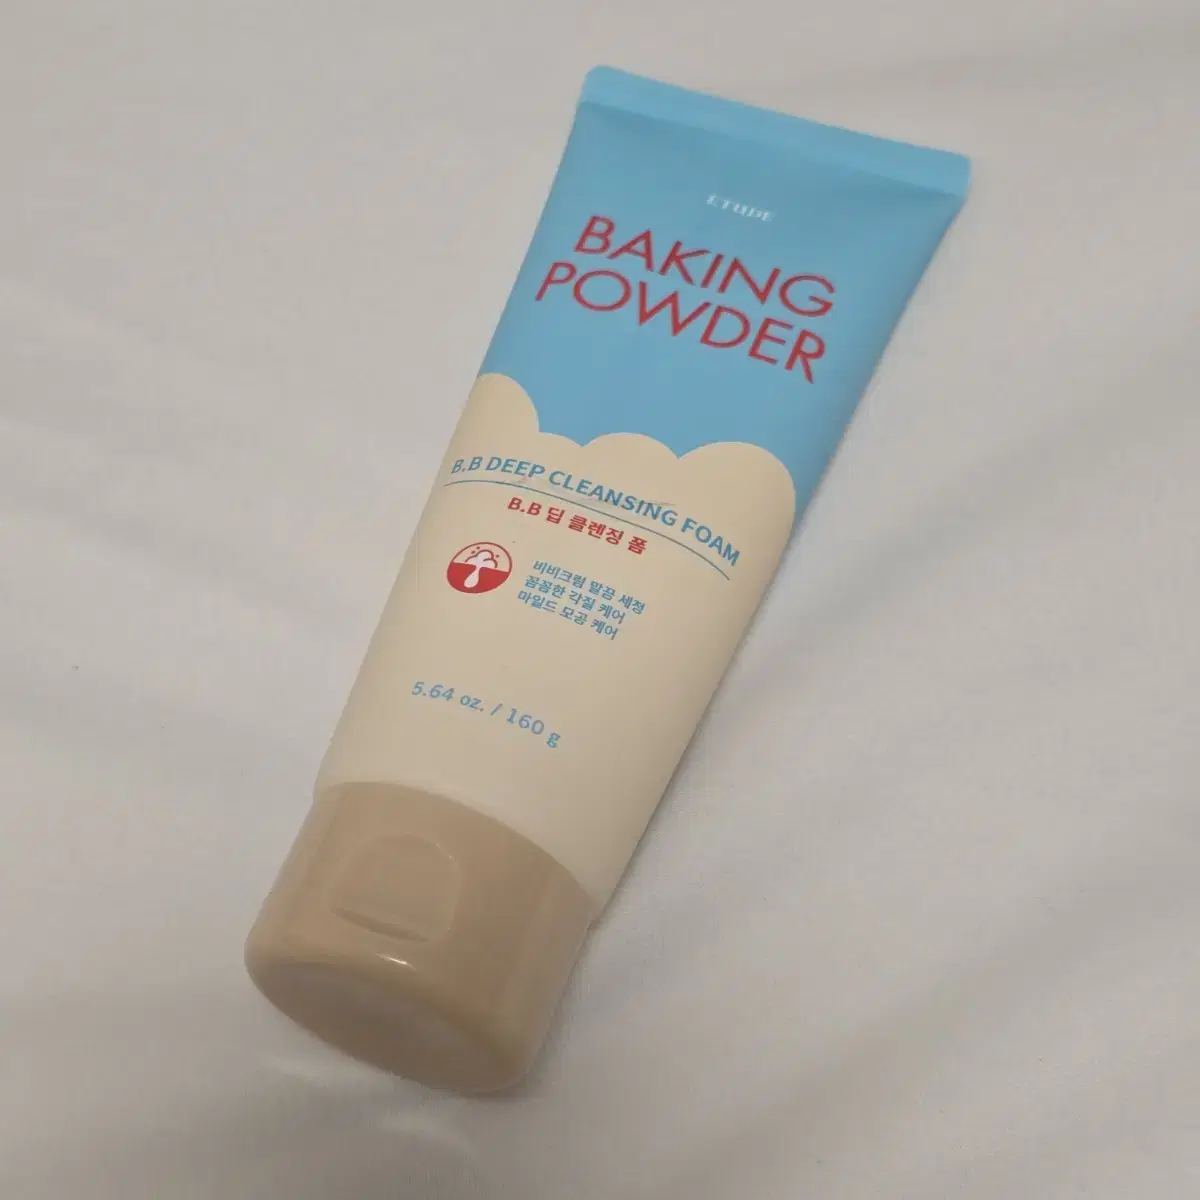 ETUDE
BAKING
POWDER
B.B DEEP CLEANSING FOAM
B.B 딥 클렌징 폼
비비크림 말끔 세정
꼼꼼한 각질 케어
마일드 모공 케어
5.64 oz. / 160 g